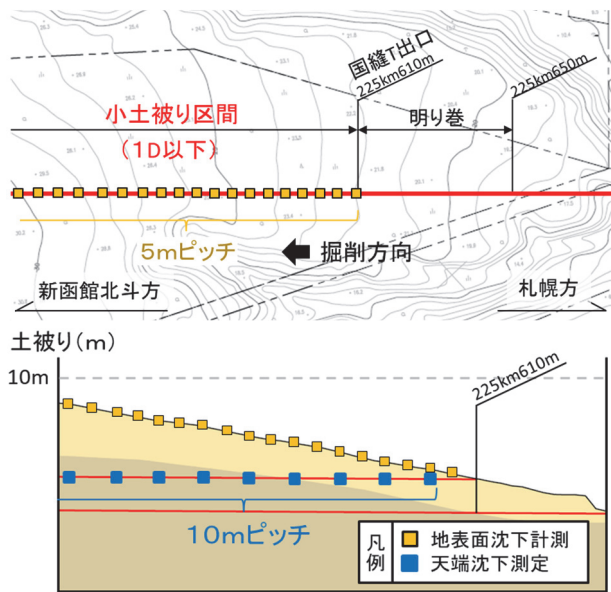 国縫T出口
225km610m
225km650m
小土被り区間
(1D以下)
明り巻
5mピッチ
掘削方向
新函館北斗方
札幌方
土被り(m)
10m
225km610m
10mピッチ
凡例
地表面沈下計測
天端沈下測定